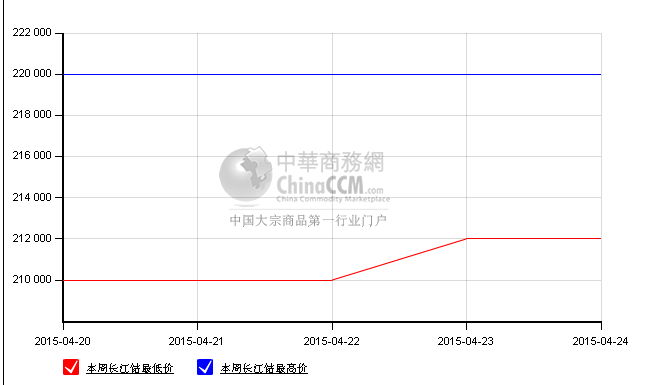 222 000
220 000
218 000
216 000
214 000
212 000
210 000
中華商務網
ChinaCCM.com
China Commodity Marketplace
中国大宗商品第一行业门户
2015-04-20 2015-04-21 2015-04-22 2015-04-23 2015-04-24
本周长江钴最低价 本周长江钴最高价